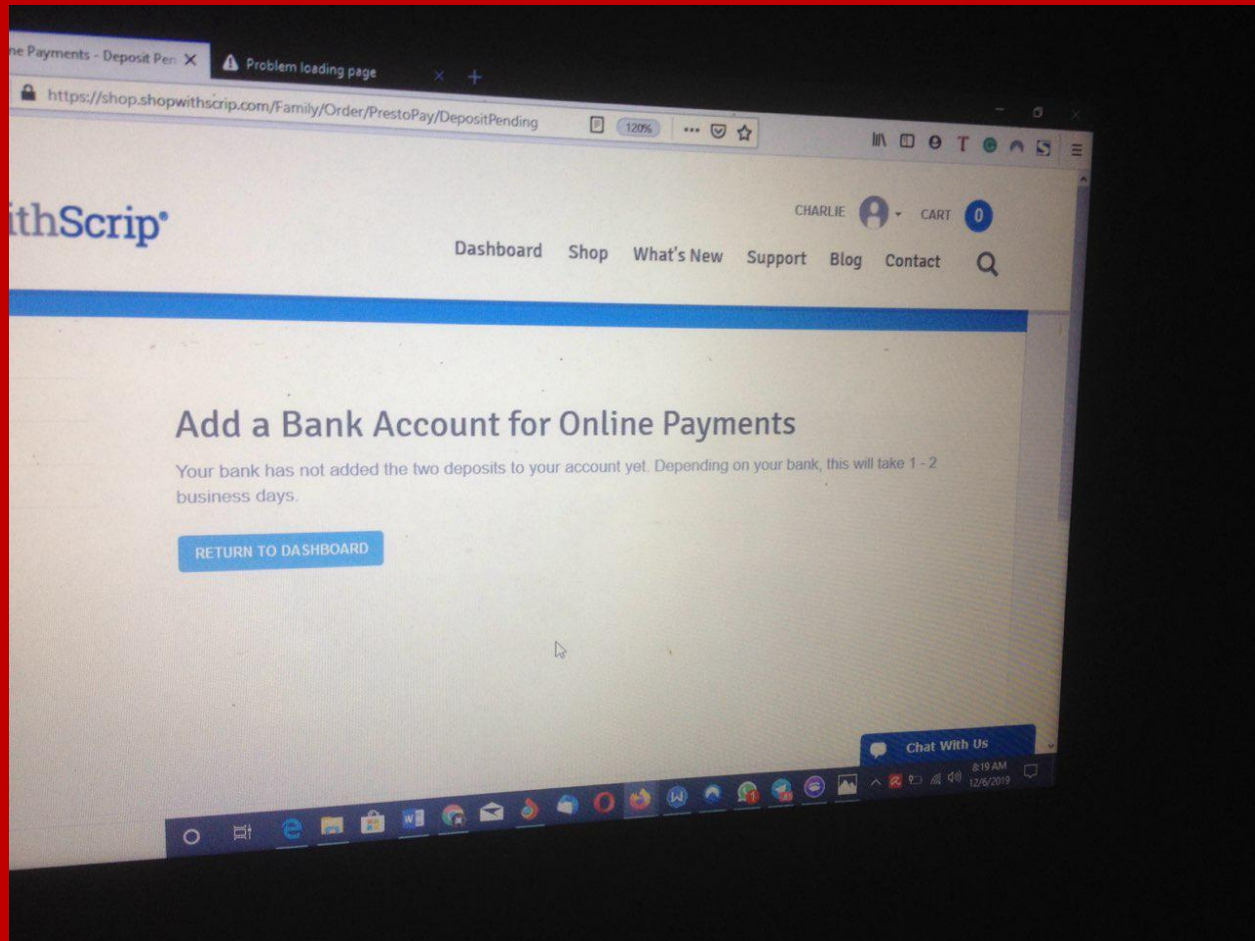 ne Payments - Deposit Pen
Problem loading page
https://shop.shopwithscrip.com/Family/Order/PrestoPay/DepositPending
120%
ithScrip®
CHARLIE
CART 0
Dashboard Shop What's New Support Blog Contact
Add a Bank Account for Online Payments
Your bank has not added the two deposits to your account yet. Depending on your bank, this will take 1 - 2
business days.
RETURN TO DASHBOARD
Chat With Us
8:19 AM
12/6/2019